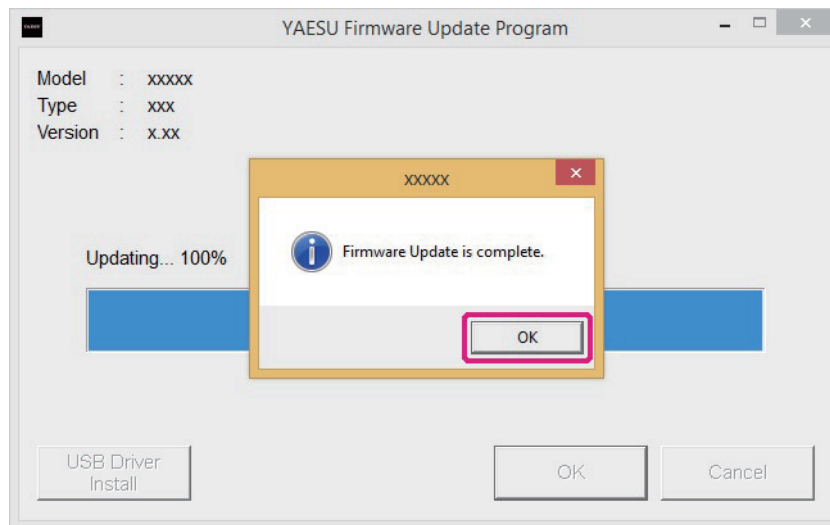 YAESU Firmware Update Program
Model : xxxxx
Type : xxx
Version : x.xx
xxxxx
Firmware Update is complete.
Updating... 100%
OK
USB Driver
Install
OK
Cancel